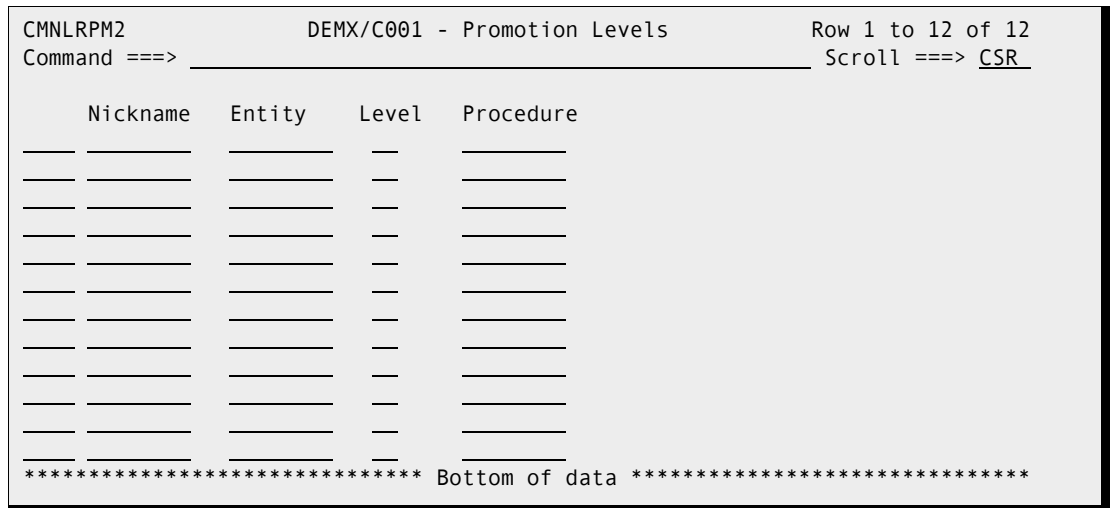 CMNLRPM2 DEMX/C001 - Promotion Levels Row 1 to 12 of 12
Command ===> Scroll ===> CSR
Nickname Entity Level Procedure
******************************* Bottom of data *******************************